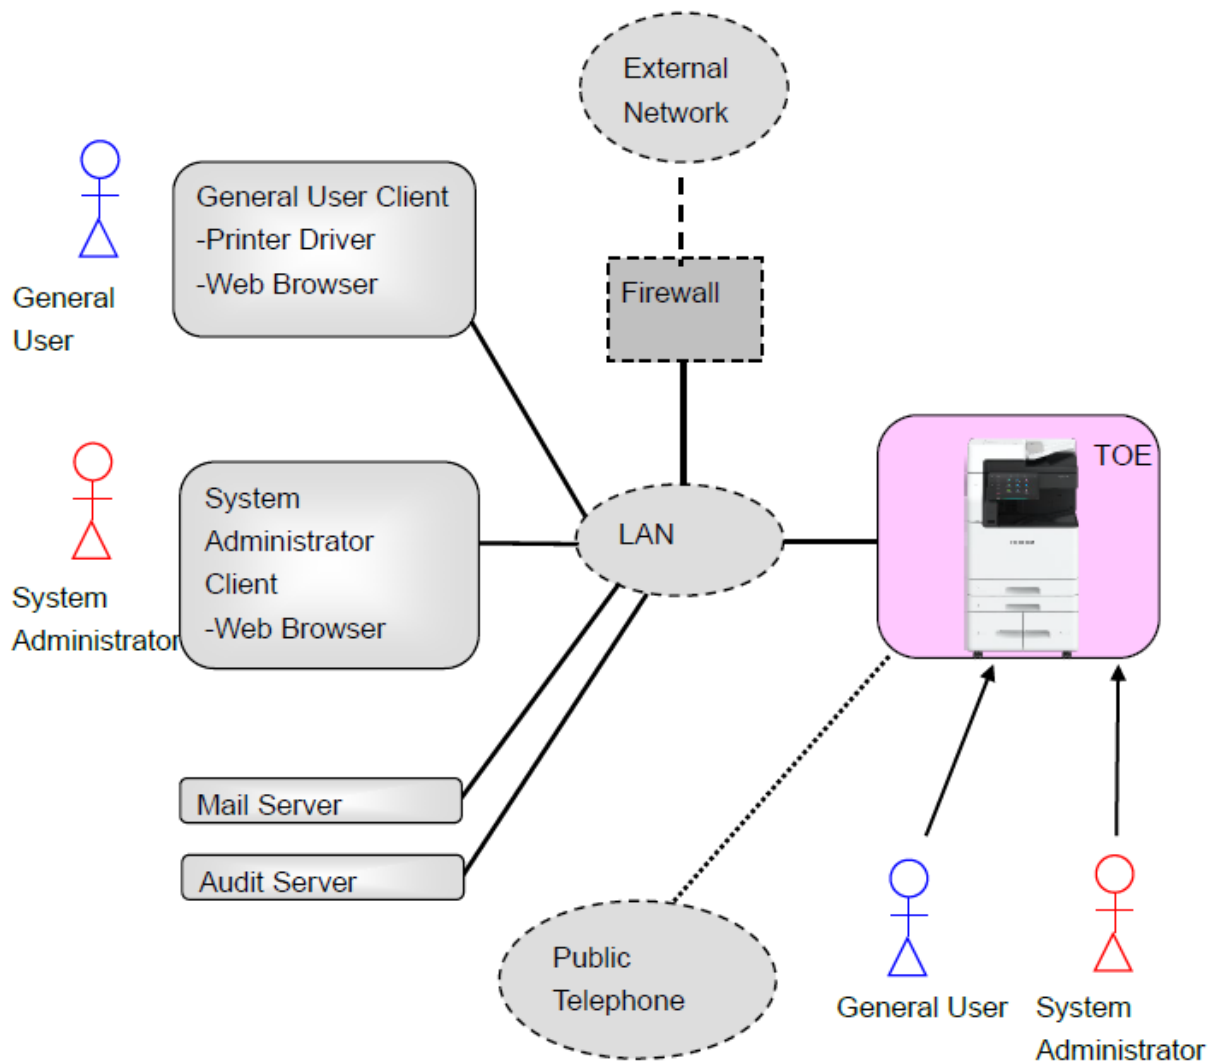 External
Network
General User Client
-Printer Driver
-Web Browser
General
User
Firewall
TOE
System
Administrator
Client
-Web Browser
LAN
System
Administrator
Mail Server
Audit Server
Public
Telephone
General User
System
Administrator